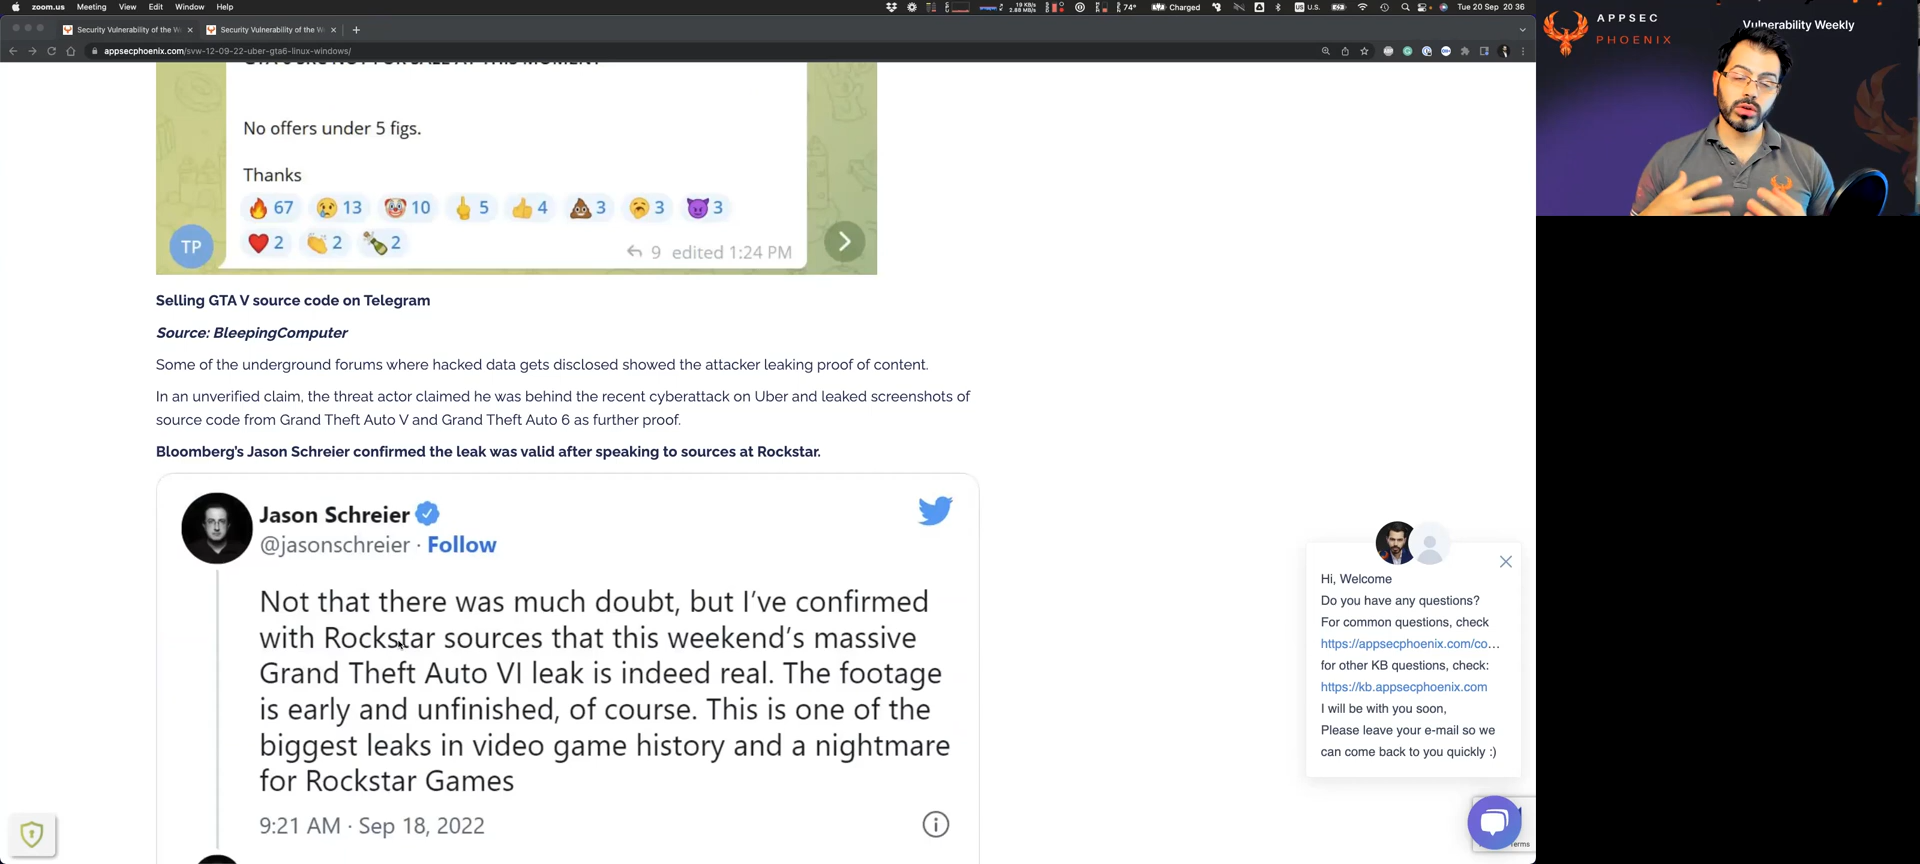 zoom.us Meeting View Edit Window Help
19 KB/s
2.88 MB/s
74°
Charged
U.S.
Tue 20 Sep 20 36
Security Vulnerability of the W
Security Vulnerability of the W
appsecphoenix.com/svw-12-09-22-uber-gta6-linux-windows/
APPSEC
PHOENIX
Vulnerability Weekly
No offers under 5 figs.
Thanks
🔥 67 😢 13 🤡 10 🖕 5 👍 4 💩 3 🥱 3 😈 3
❤️ 2 👏 2 🍾 2
TP
9 edited 1:24 PM
Selling GTA V source code on Telegram
Source: BleepingComputer
Some of the underground forums where hacked data gets disclosed showed the attacker leaking proof of content.
In an unverified claim, the threat actor claimed he was behind the recent cyberattack on Uber and leaked screenshots of
source code from Grand Theft Auto V and Grand Theft Auto 6 as further proof.
Bloomberg’s Jason Schreier confirmed the leak was valid after speaking to sources at Rockstar.
Jason Schreier
@jasonschreier · Follow
Not that there was much doubt, but I’ve confirmed
with Rockstar sources that this weekend’s massive
Grand Theft Auto VI leak is indeed real. The footage
is early and unfinished, of course. This is one of the
biggest leaks in video game history and a nightmare
for Rockstar Games
9:21 AM · Sep 18, 2022
Hi, Welcome
Do you have any questions?
For common questions, check
https://appsecphoenix.com/co...
for other KB questions, check:
https://kb.appsecphoenix.com
I will be with you soon,
Please leave your e-mail so we
can come back to you quickly :)
Terms